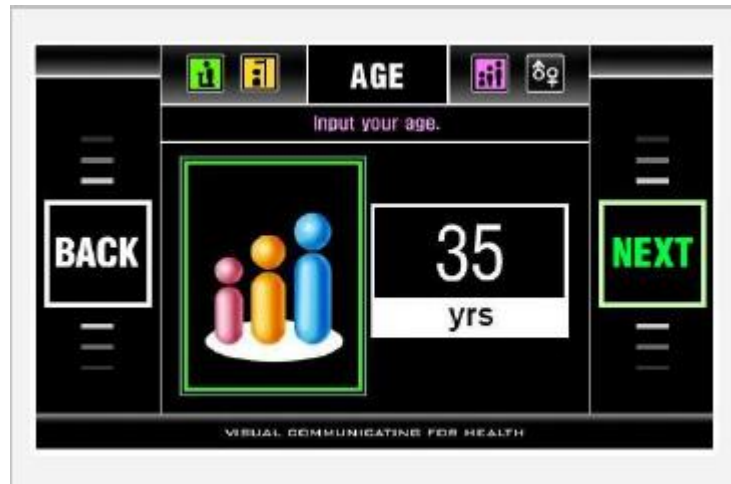 AGE
Input your age.
BACK
35
yrs
NEXT
VISUAL COMMUNICATING FOR HEALTH